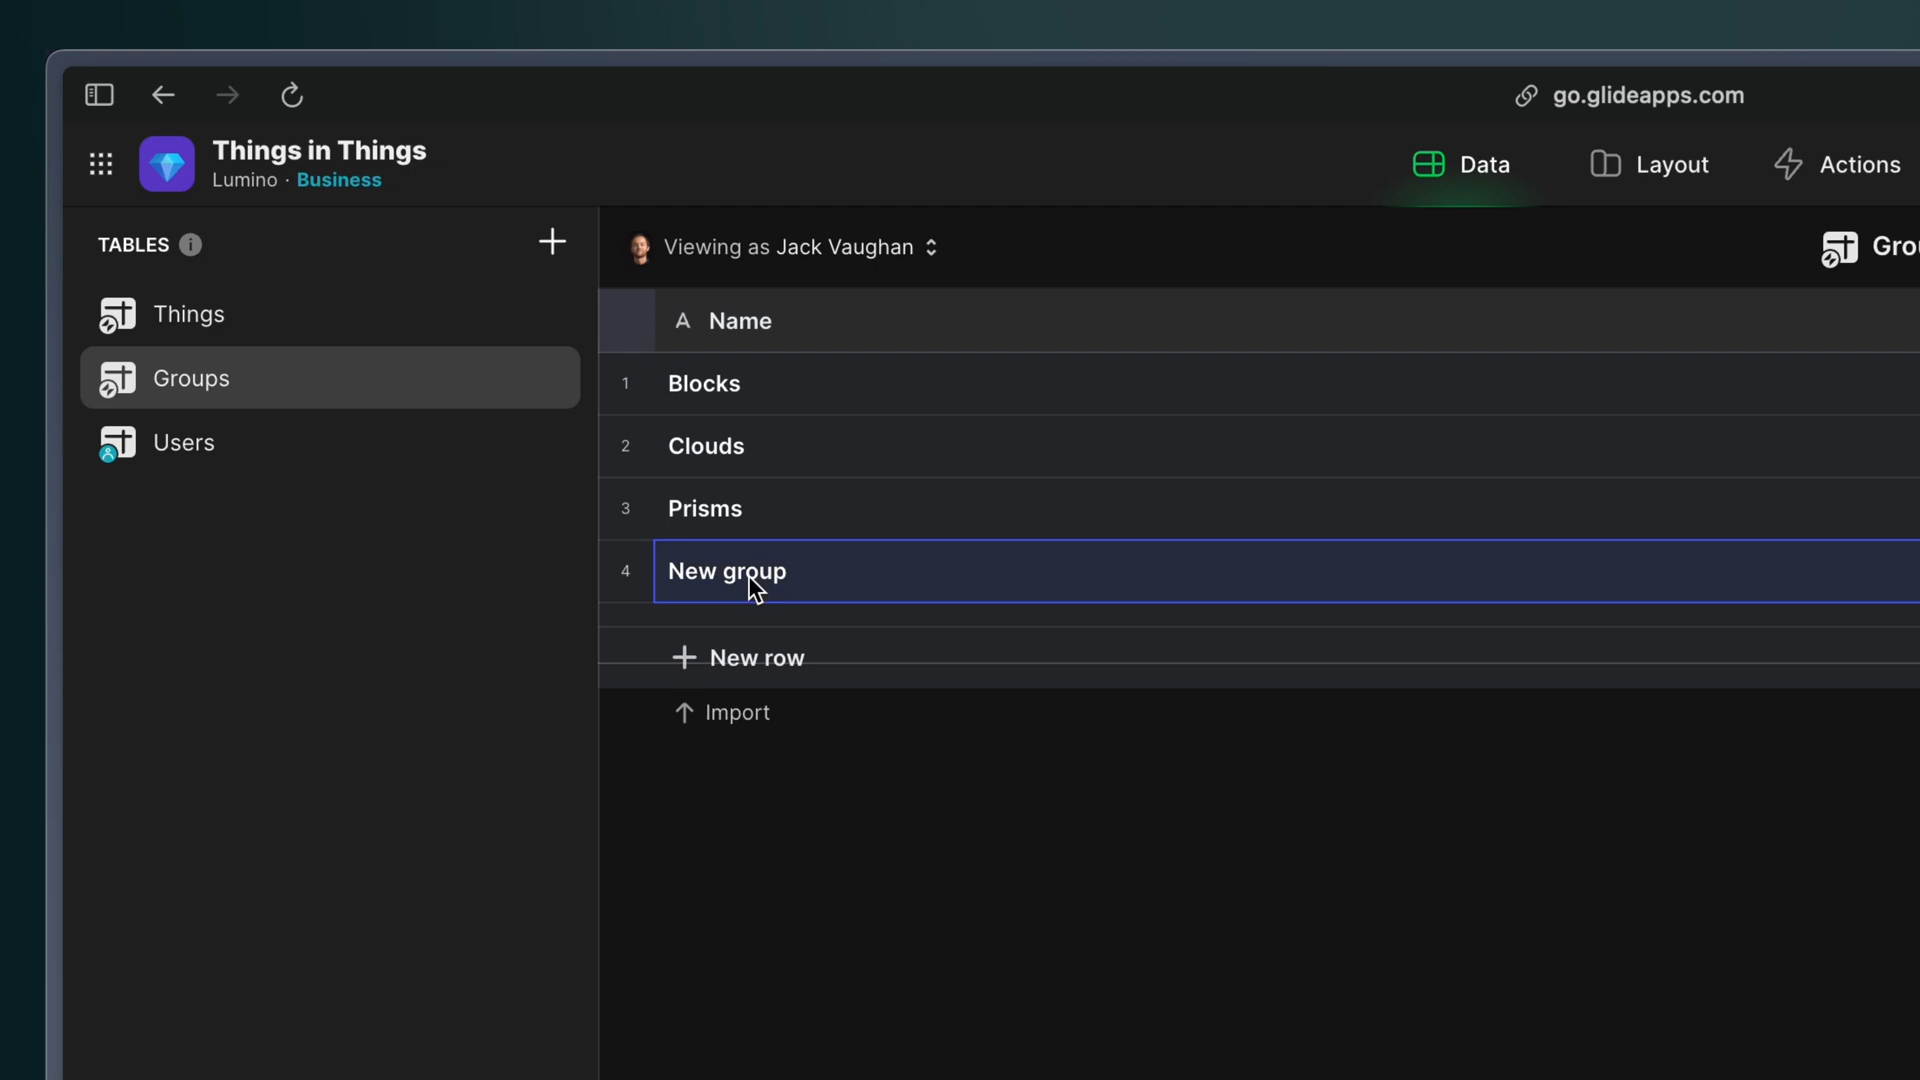 go.glideapps.com
Things in Things
Lumino · Business
Data
Layout
Actions
TABLES
Viewing as Jack Vaughan
Things
Groups
Users
Name
1 Blocks
2 Clouds
3 Prisms
4 New group
New row
Import